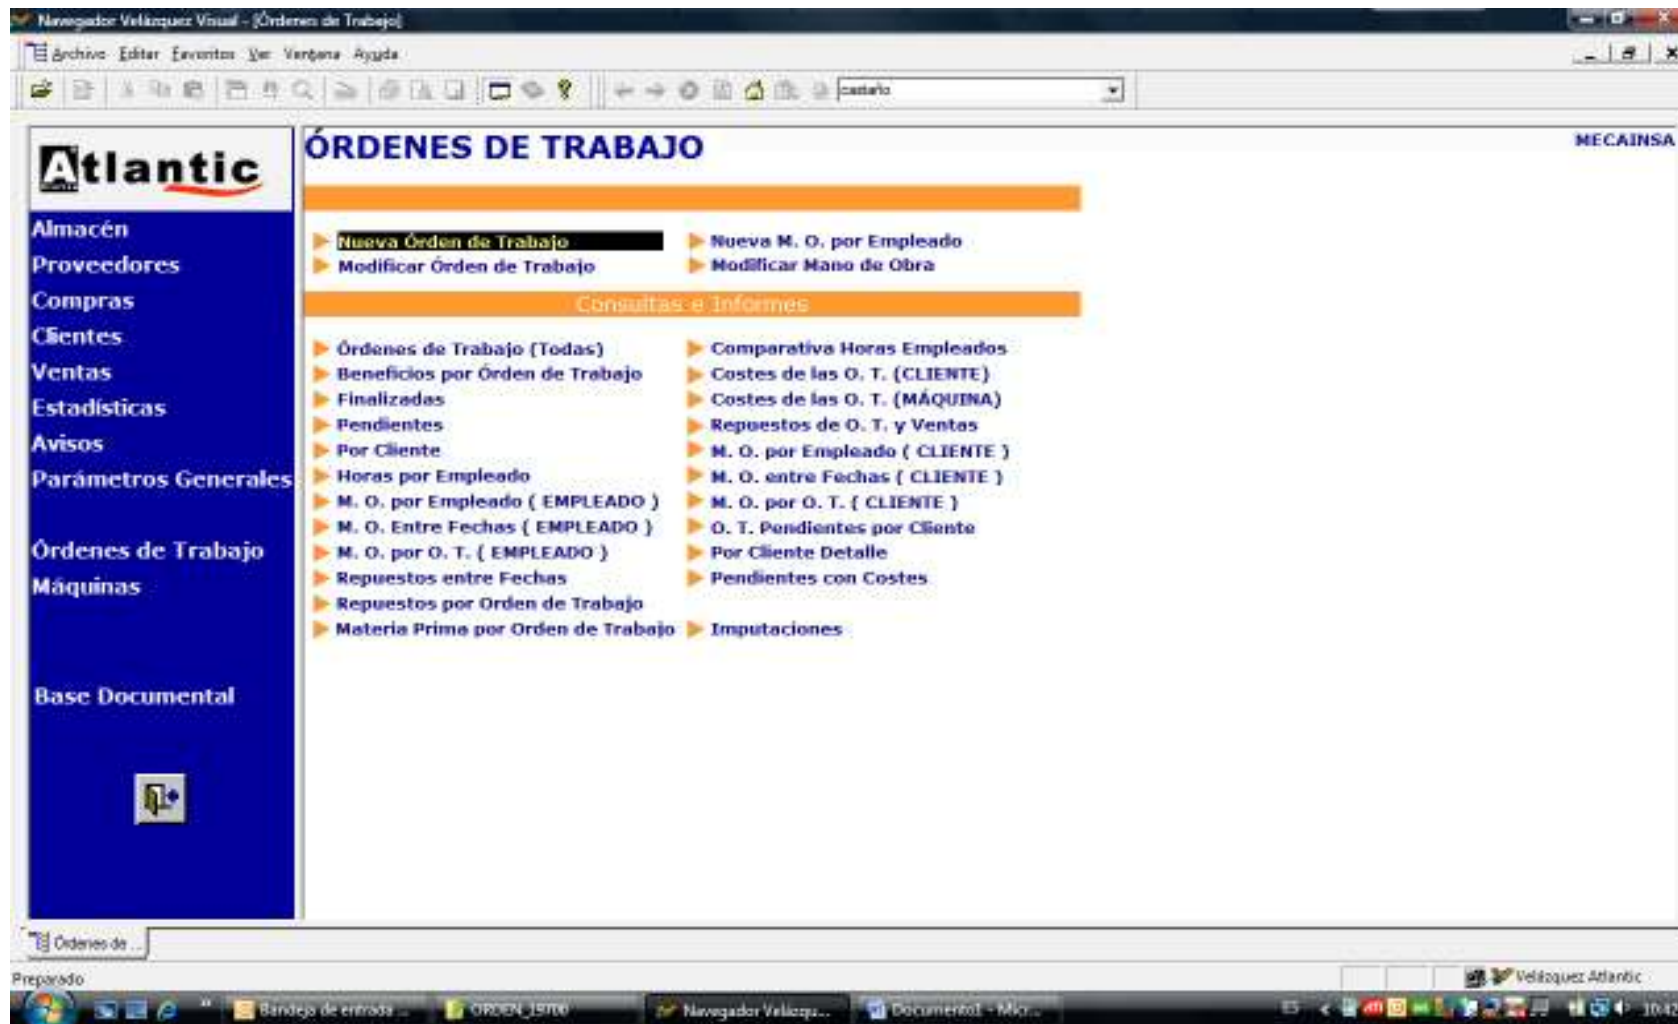 Navegador Velázquez Visual - [Órdenes de Trabajo]
Archivo Editar Favoritos Ver Ventana Ayuda
castaño
Atlantic
ÓRDENES DE TRABAJO
MECAINSA
Almacén
Proveedores
Compras
Clientes
Ventas
Estadísticas
Avisos
Parámetros Generales
Órdenes de Trabajo
Máquinas
Base Documental
Nueva Órden de Trabajo
Modificar Órden de Trabajo
Nueva M. O. por Empleado
Modificar Mano de Obra
Consultas e Informes
Órdenes de Trabajo (Todas)
Beneficios por Órden de Trabajo
Finalizadas
Pendientes
Por Cliente
Horas por Empleado
M. O. por Empleado ( EMPLEADO )
M. O. Entre Fechas ( EMPLEADO )
M. O. por O. T. ( EMPLEADO )
Repuestos entre Fechas
Repuestos por Orden de Trabajo
Materia Prima por Orden de Trabajo
Comparativa Horas Empleados
Costes de las O. T. (CLIENTE)
Costes de las O. T. (MÁQUINA)
Repuestos de O. T. y Ventas
M. O. por Empleado ( CLIENTE )
M. O. entre Fechas ( CLIENTE )
M. O. por O. T. ( CLIENTE )
O. T. Pendientes por Cliente
Por Cliente Detalle
Pendientes con Costes
Imputaciones
Órdenes de ...
Preparado
Velázquez Atlantic
Bandeja de entrada ...
ORDEN_19700
Navegador Velázqu...
Documento1 - Micr...
ES